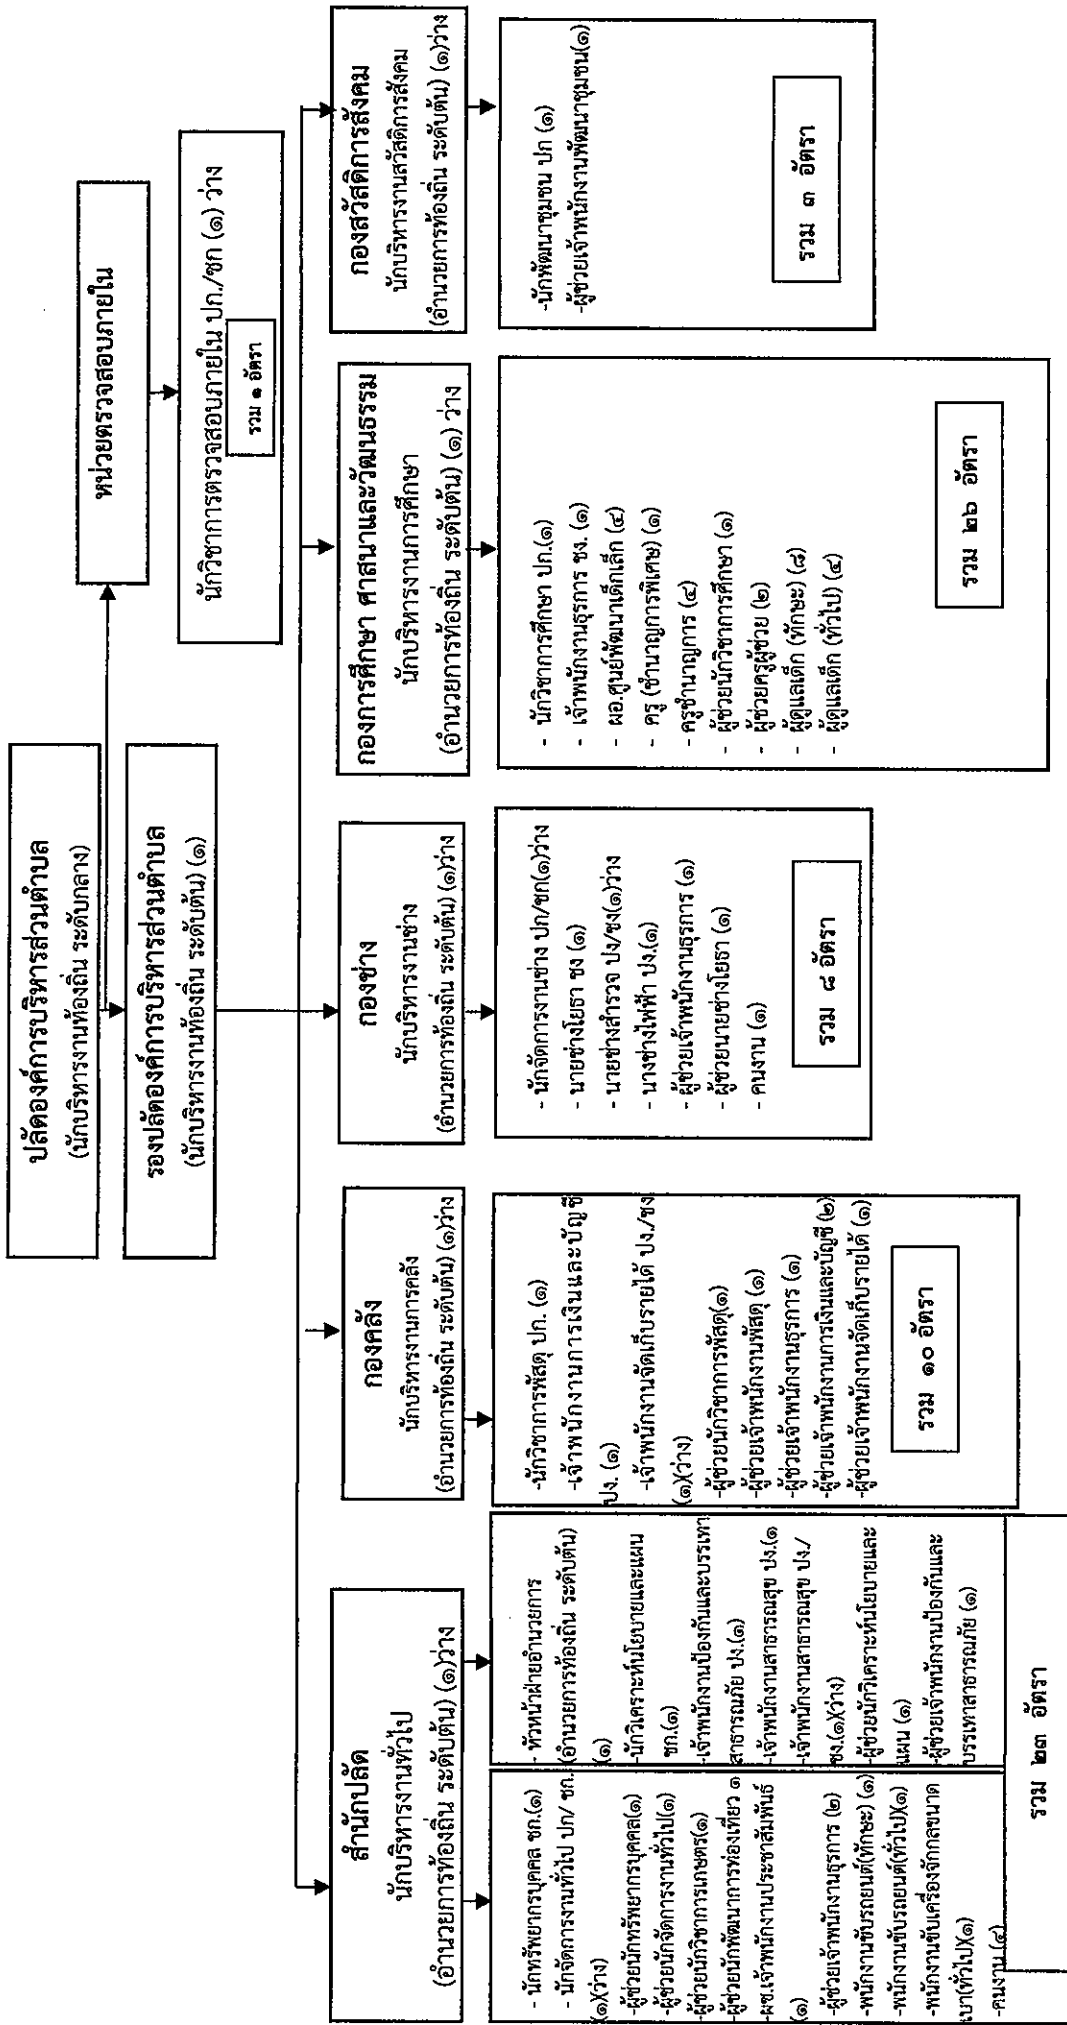 ปลัดองค์การบริหารส่วนตำบล
(นักบริหารงานท้องถิ่น ระดับกลาง)
รองปลัดองค์การบริหารส่วนตำบล
(นักบริหารงานท้องถิ่น ระดับต้น) (๑)
หน่วยตรวจสอบภายใน
นักวิชาการตรวจสอบภายใน ปก./ชก (๑) ว่าง
รวม ๑ อัตรา
สำนักปลัด
นักบริหารงานทั่วไป
(อำนวยการท้องถิ่น ระดับต้น) (๑)ว่าง
- นักทรัพยากรบุคคล ชก.(๑)
- นักจัดการงานทั่วไป ปก/ ชก.
(๑)(ว่าง)
-ผู้ช่วยนักทรัพยากรบุคคล(๑)
-ผู้ช่วยนักจัดการงานทั่วไป(๑)
-ผู้ช่วยนักวิชาการเกษตร(๑)
-ผู้ช่วยนักพัฒนาการท่องเที่ยว ๑
-ผช.เจ้าพนักงานประชาสัมพันธ์
(๑)
-ผู้ช่วยเจ้าพนักงานธุรการ (๒)
-พนักงานขับรถยนต์(ทักษะ) (๑)
-พนักงานขับรถยนต์(ทั่วไป)(๑)
-พนักงานขับเครื่องจักกลขนาด
เบา(ทั่วไป)(๑)
-คนงาน (๔)
- หัวหน้าฝ่ายอำนวยการ
(อำนวยการท้องถิ่น ระดับต้น)
(๑)
-นักวิเคราะห์นโยบายและแผน
ชก.(๑)
-เจ้าพนักงานป้องกันและบรรเทา
สาธารณภัย ปง.(๑)
-เจ้าพนักงานสาธารณสุข ปง.(๑
-เจ้าพนักงานสาธารณสุข ปง./
ชง.(๑)(ว่าง)
-ผู้ช่วยนักวิเคราะห์นโยบายและ
แผน (๑)
-ผู้ช่วยเจ้าพนักงานป้องกันและ
บรรเทาสาธารณภัย (๑)
รวม ๒๓ อัตรา
กองคลัง
นักบริหารงานการคลัง
(อำนวยการท้องถิ่น ระดับต้น) (๑)ว่าง
-นักวิชาการพัสดุ ปก. (๑)
-เจ้าพนักงานการเงินและบัญชี
ปง. (๑)
-เจ้าพนักงานจัดเก็บรายได้ ปง./ชง
(๑)(ว่าง)
-ผู้ช่วยนักวิชาการพัสดุ(๑)
-ผู้ช่วยเจ้าพนักงานพัสดุ (๑)
-ผู้ช่วยเจ้าพนักงานธุรการ (๑)
-ผู้ช่วยเจ้าพนักงานการเงินและบัญชี (๒)
-ผู้ช่วยเจ้าพนักงานจัดเก็บรายได้ (๑)
รวม ๑๐ อัตรา
กองช่าง
นักบริหารงานช่าง
(อำนวยการท้องถิ่น ระดับต้น) (๑)ว่าง
- นักจัดการงานช่าง ปก/ชก(๑)ว่าง
- นายช่างโยธา ชง (๑)
- นายช่างสำรวจ ปง/ชง(๑)ว่าง
- นางช่างไฟฟ้า ปง.(๑)
- ผู้ช่วยเจ้าพนักงานธุรการ (๑)
- ผู้ช่วยนายช่างโยธา (๑)
- คนงาน (๑)
รวม ๘ อัตรา
กองการศึกษา ศาสนาและวัฒนธรรม
นักบริหารงานการศึกษา
(อำนวยการท้องถิ่น ระดับต้น) (๑) ว่าง
- นักวิชาการศึกษา ปก.(๑)
- เจ้าพนักงานธุรการ ชง. (๑)
- ผอ.ศูนย์พัฒนาเด็กเล็ก (๔)
- ครู (ชำนาญการพิเศษ) (๑)
- ครูชำนาญการ (๔)
- ผู้ช่วยนักวิชาการศึกษา (๑)
- ผู้ช่วยครูผู้ช่วย (๒)
- ผู้ดูแลเด็ก (ทักษะ) (๘)
- ผู้ดูแลเด็ก (ทั่วไป) (๔)
รวม ๒๖ อัตรา
กองสวัสดิการสังคม
นักบริหารงานสวัสดิการสังคม
(อำนวยการท้องถิ่น ระดับต้น) (๑)ว่าง
-นักพัฒนาชุมชน ปก (๑)
-ผู้ช่วยเจ้าพนักงานพัฒนาชุมชน(๑)
รวม ๓ อัตรา